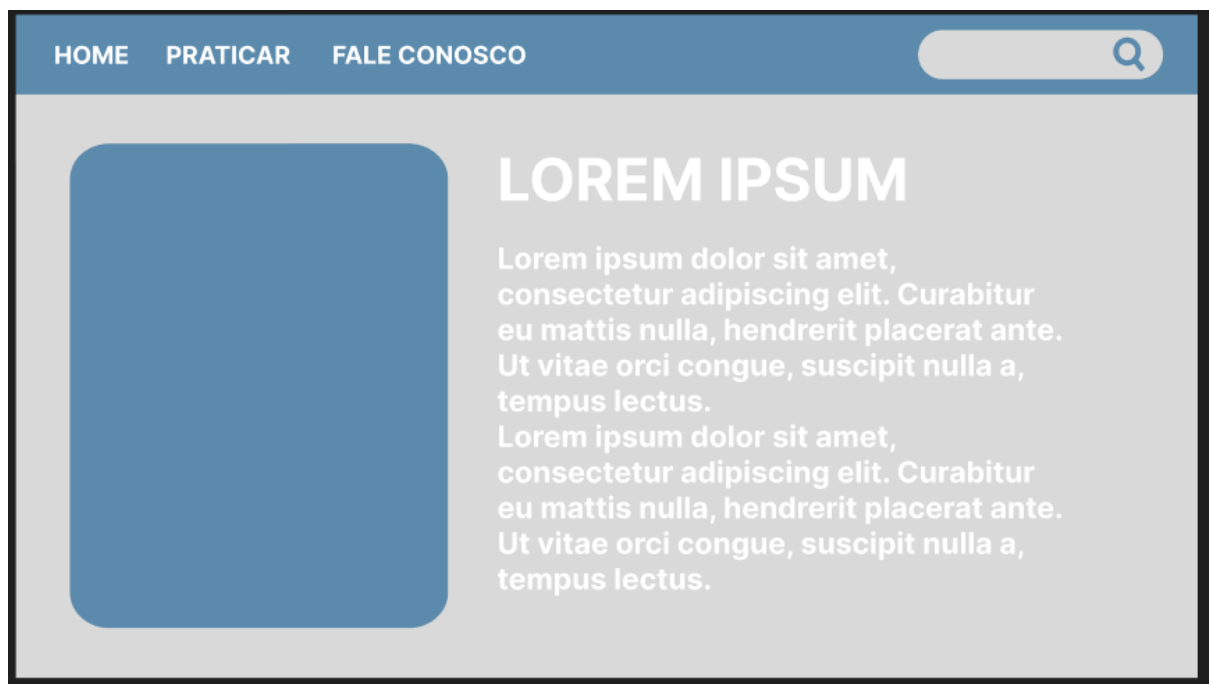 HOME PRATICAR FALE CONOSCO
LOREM IPSUM
Lorem ipsum dolor sit amet,
consectetur adipiscing elit. Curabitur
eu mattis nulla, hendrerit placerat ante.
Ut vitae orci congue, suscipit nulla a,
tempus lectus.
Lorem ipsum dolor sit amet,
consectetur adipiscing elit. Curabitur
eu mattis nulla, hendrerit placerat ante.
Ut vitae orci congue, suscipit nulla a,
tempus lectus.